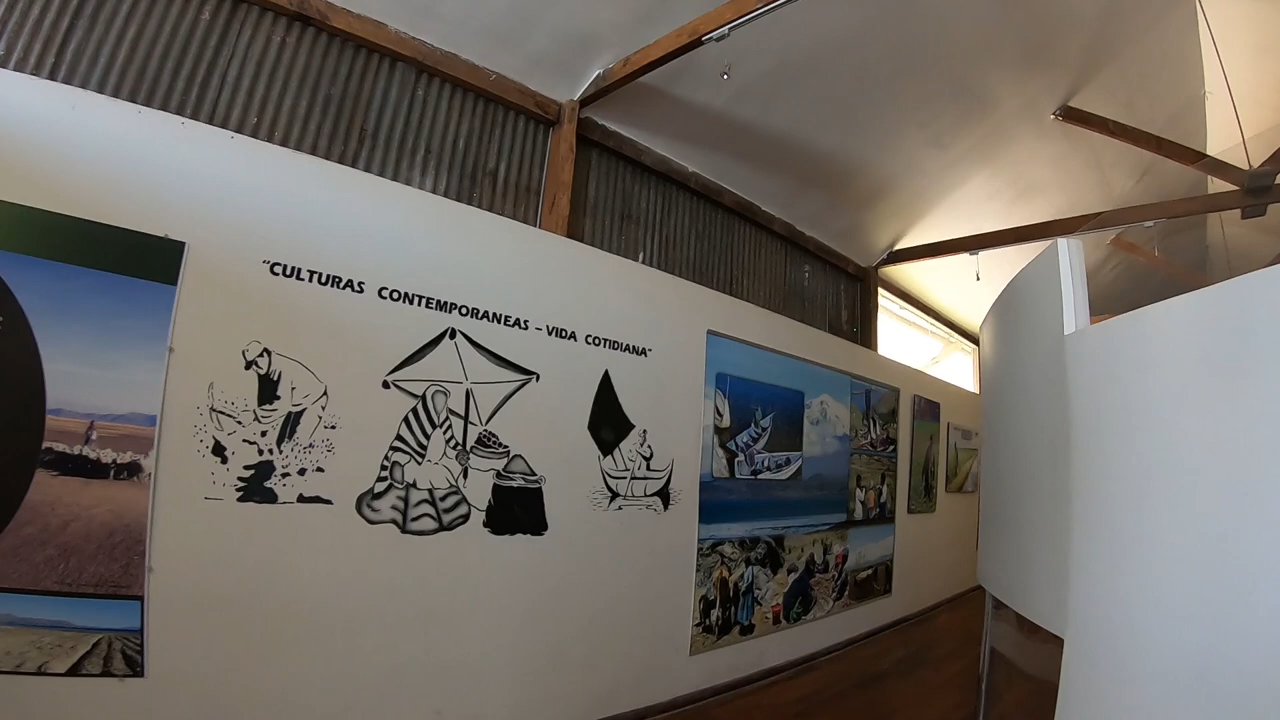 “CULTURAS CONTEMPORANEAS – VIDA COTIDIANA”